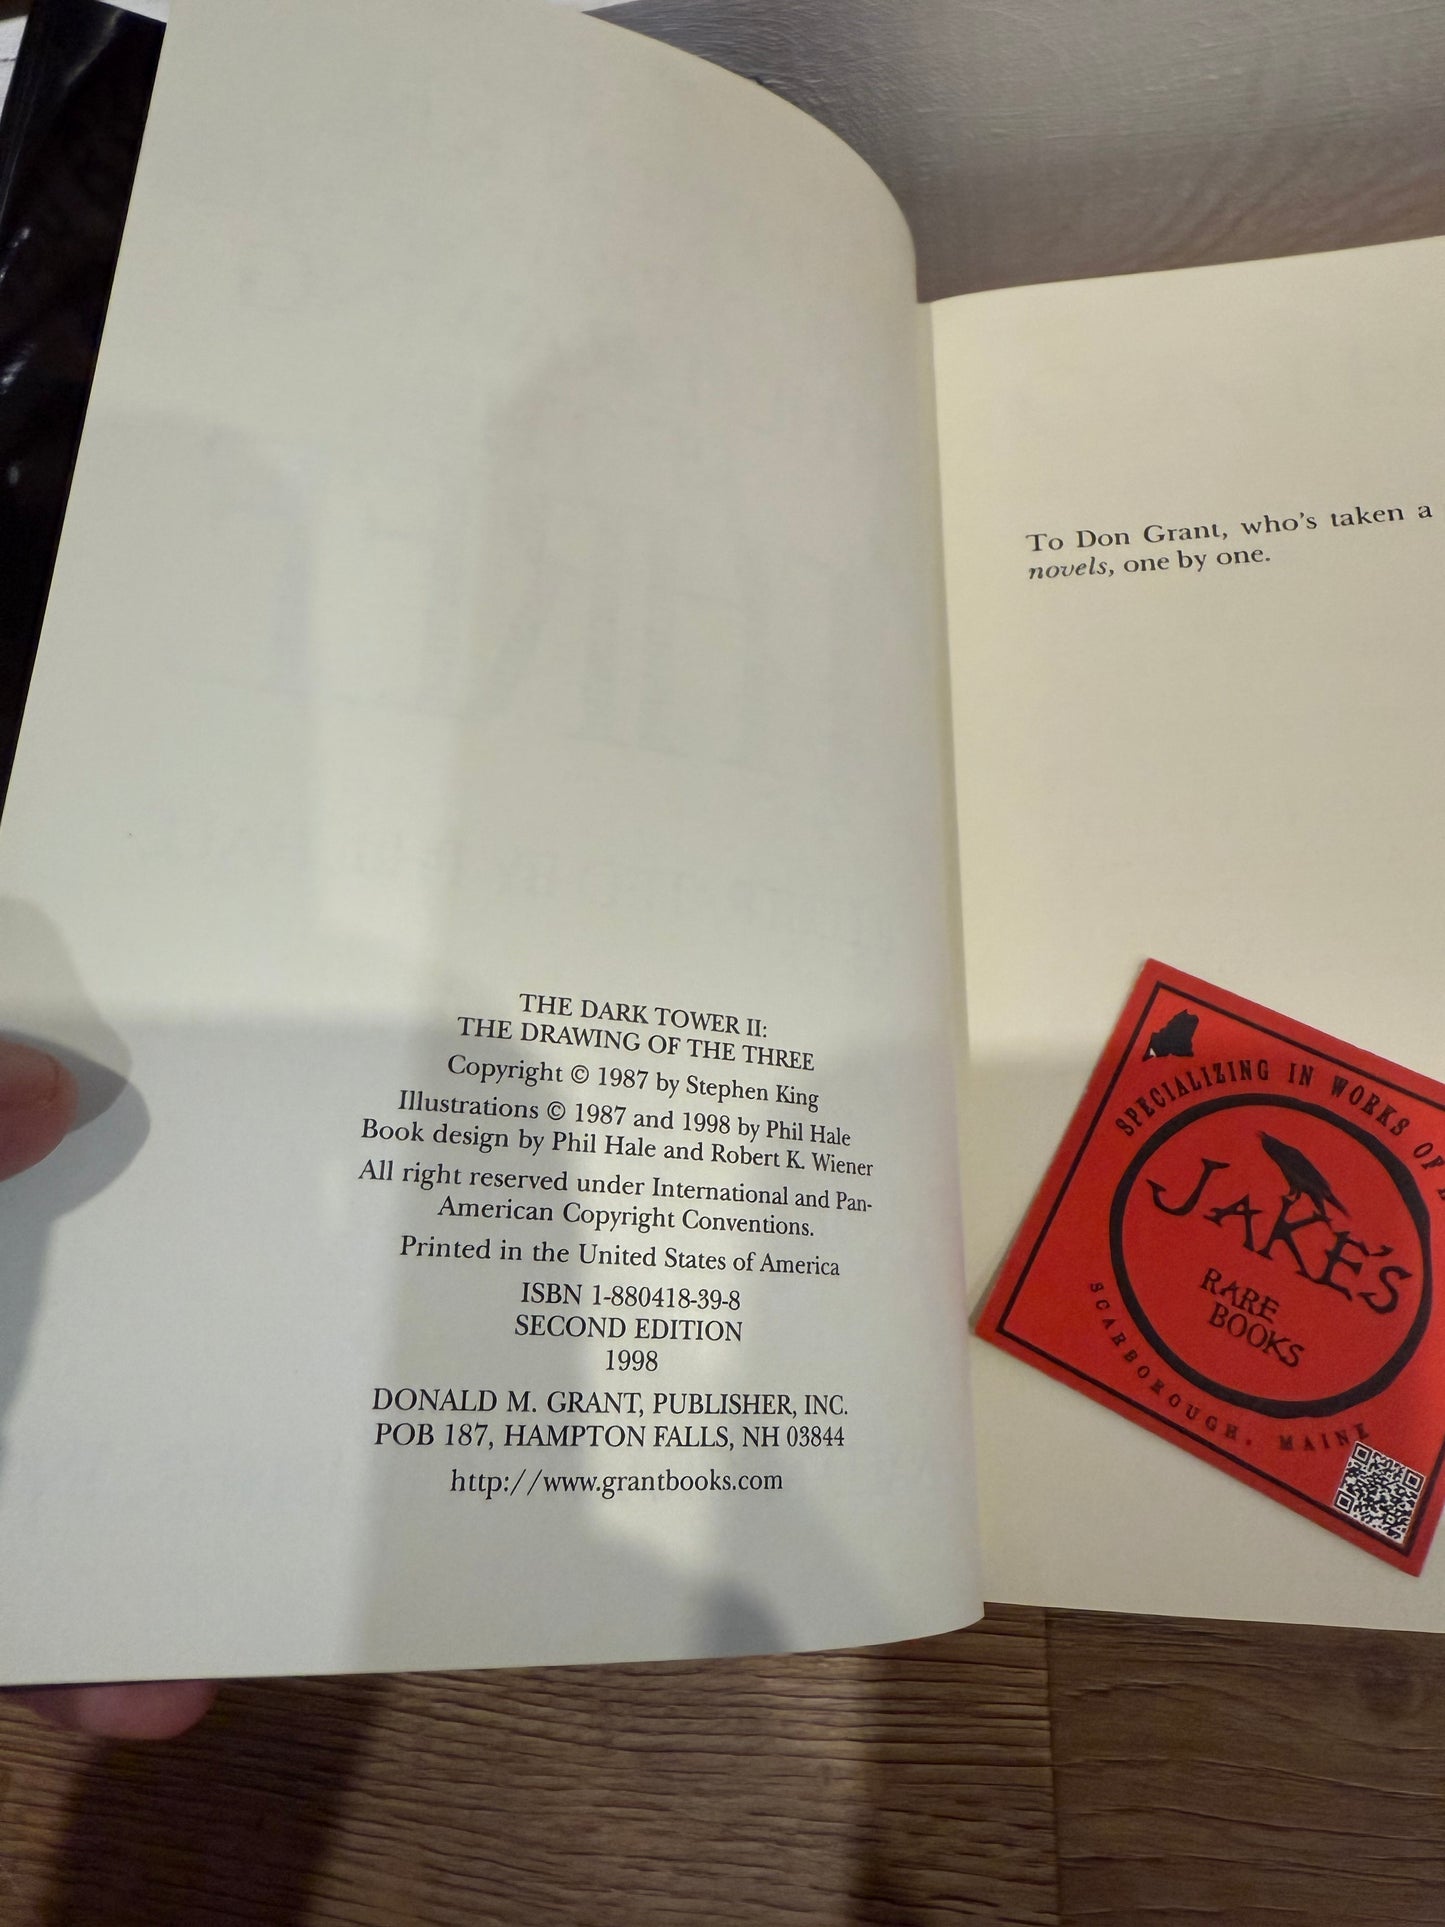 THE DARK TOWER II:
THE DRAWING OF THE THREE
Copyright © 1987 by Stephen King
Illustrations © 1987 and 1998 by Phil Hale
Book design by Phil Hale and Robert K. Wiener
All right reserved under International and Pan-
American Copyright Conventions.
Printed in the United States of America
ISBN 1-880418-39-8
SECOND EDITION
1998
DONALD M. GRANT, PUBLISHER, INC.
POB 187, HAMPTON FALLS, NH 03844
http://www.grantbooks.com
To Don Grant, who's taken a
novels, one by one.
SPECIALIZING IN WORKS OF
JAKE'S
RARE
BOOKS
SCARBOROUGH, MAINE